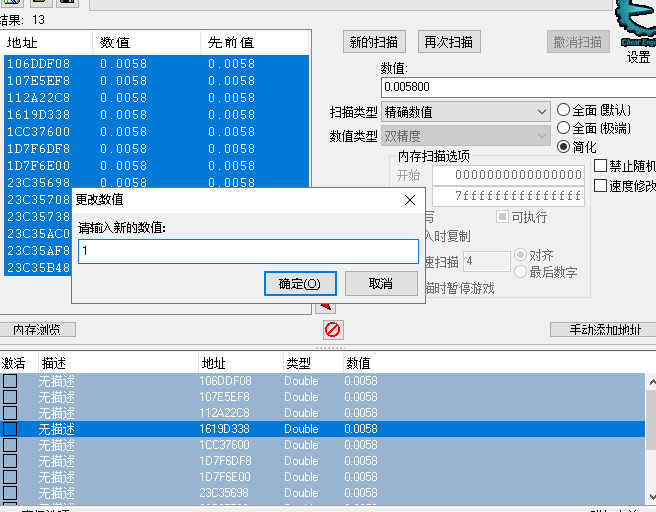 结果: 13
地址 数值 先前值
106DDF08 0.0058 0.0058
107E5EF8 0.0058 0.0058
112A22C8 0.0058 0.0058
1619D338 0.0058 0.0058
1CC37600 0.0058 0.0058
1D7F6DF8 0.0058 0.0058
1D7F6E00 0.0058 0.0058
23C35698 0.0058 0.0058
23C35708
23C35738
23C35AC0
23C35AF8
23C35B48
新的扫描 再次扫描 撤消扫描
Cheat Engine
设置
数值:
0.005800
扫描类型 精确数值
数值类型 双精度
全面 (默认)
全面 (极端)
简化
内存扫描选项
开始 0000000000000000
7fffffffffffffff
禁止随机
速度修改
写 可执行
入时复制
速扫描 4 对齐
最后数字
描时暂停游戏
更改数值
请输入新的数值:
1
确定(O) 取消
内存浏览 手动添加地址
激活 描述 地址 类型 数值
无描述 106DDF08 Double 0.0058
无描述 107E5EF8 Double 0.0058
无描述 112A22C8 Double 0.0058
无描述 1619D338 Double 0.0058
无描述 1CC37600 Double 0.0058
无描述 1D7F6DF8 Double 0.0058
无描述 1D7F6E00 Double 0.0058
无描述 23C35698 Double 0.0058